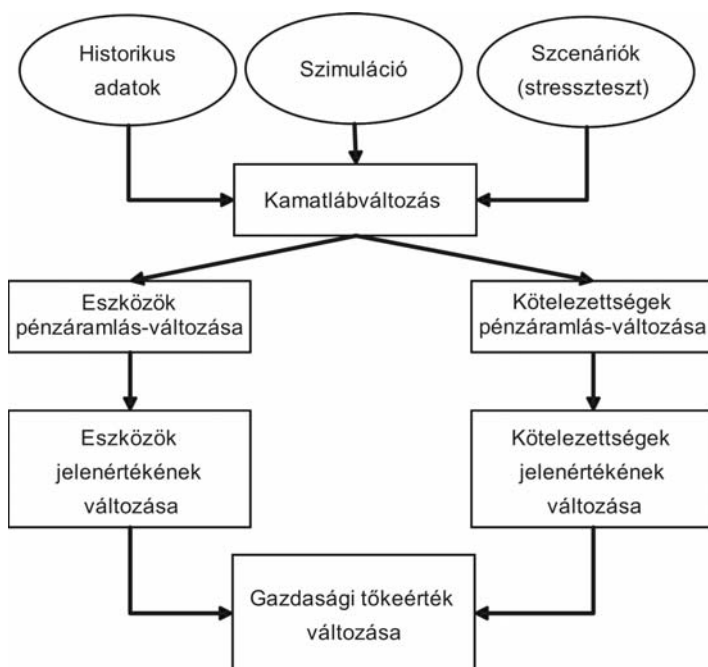 Historikus
adatok
Szimuláció
Szcenáriók
(stresszteszt)
Kamatlábváltozás
Eszközök
pénzáramlás-változása
Kötelezettségek
pénzáramlás-változása
Eszközök
jelenértékének
változása
Kötelezettségek
jelenértékének
változása
Gazdasági tőkeérték
változása